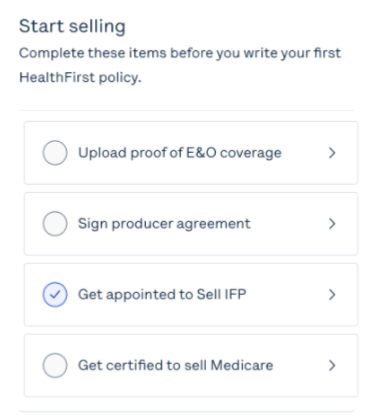 Start selling
Complete these items before you write your first
HealthFirst policy.
Upload proof of E&O coverage
Sign producer agreement
Get appointed to Sell IFP
Get certified to sell Medicare